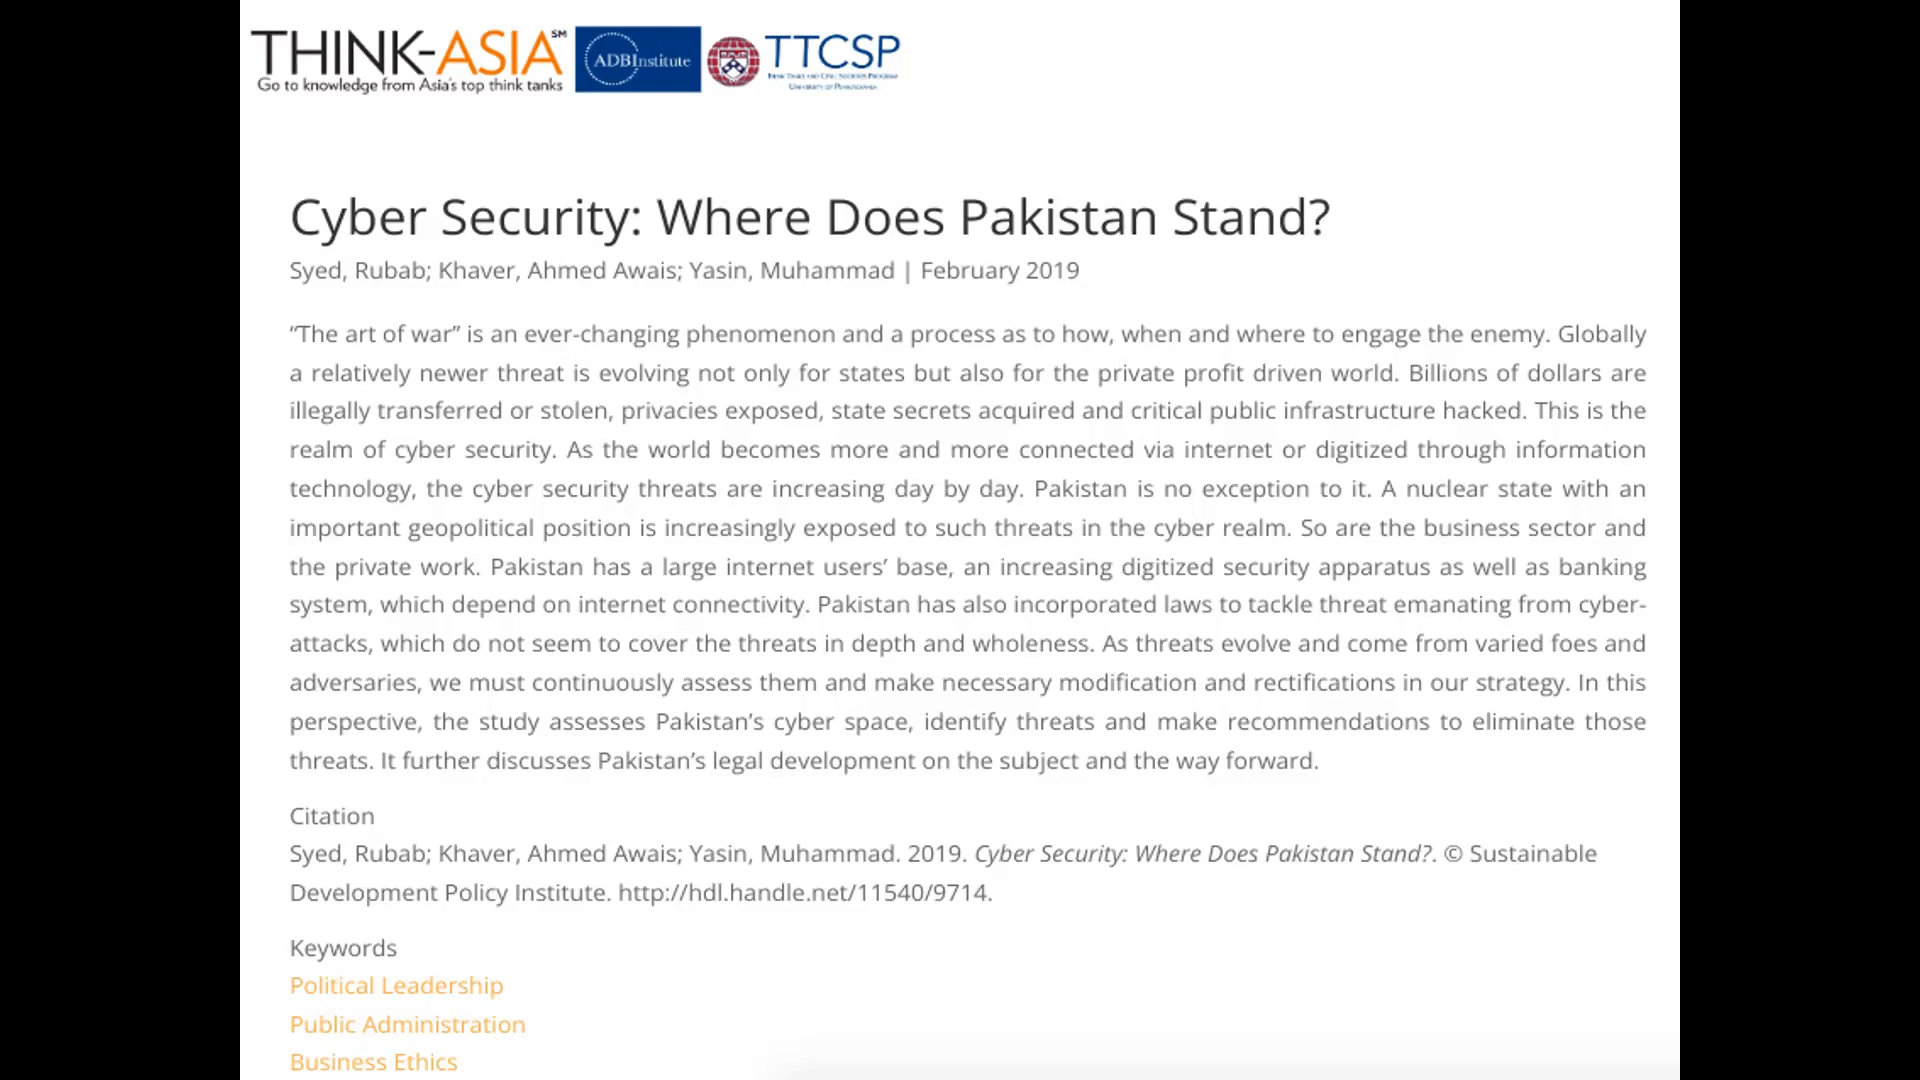 THINK-ASIA SM
Go to knowledge from Asia's top think tanks
ADBInstitute
TTCSP
THINK TANKS AND CIVIL SOCIETIES PROGRAM
UNIVERSITY OF PENNSYLVANIA
Cyber Security: Where Does Pakistan Stand?
Syed, Rubab; Khaver, Ahmed Awais; Yasin, Muhammad | February 2019
“The art of war” is an ever-changing phenomenon and a process as to how, when and where to engage the enemy. Globally
a relatively newer threat is evolving not only for states but also for the private profit driven world. Billions of dollars are
illegally transferred or stolen, privacies exposed, state secrets acquired and critical public infrastructure hacked. This is the
realm of cyber security. As the world becomes more and more connected via internet or digitized through information
technology, the cyber security threats are increasing day by day. Pakistan is no exception to it. A nuclear state with an
important geopolitical position is increasingly exposed to such threats in the cyber realm. So are the business sector and
the private work. Pakistan has a large internet users’ base, an increasing digitized security apparatus as well as banking
system, which depend on internet connectivity. Pakistan has also incorporated laws to tackle threat emanating from cyber-
attacks, which do not seem to cover the threats in depth and wholeness. As threats evolve and come from varied foes and
adversaries, we must continuously assess them and make necessary modification and rectifications in our strategy. In this
perspective, the study assesses Pakistan’s cyber space, identify threats and make recommendations to eliminate those
threats. It further discusses Pakistan’s legal development on the subject and the way forward.
Citation
Syed, Rubab; Khaver, Ahmed Awais; Yasin, Muhammad. 2019. Cyber Security: Where Does Pakistan Stand?. © Sustainable
Development Policy Institute. http://hdl.handle.net/11540/9714.
Keywords
Political Leadership
Public Administration
Business Ethics